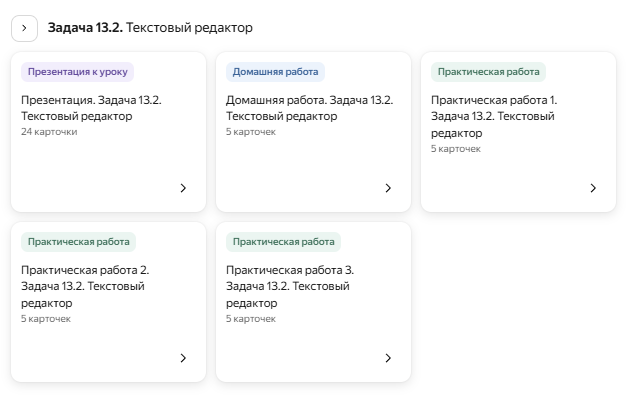 Задача 13.2. Текстовый редактор
Презентация к уроку
Презентация. Задача 13.2.
Текстовый редактор
24 карточки
Домашняя работа
Домашняя работа. Задача 13.2.
Текстовый редактор
5 карточек
Практическая работа
Практическая работа 1.
Задача 13.2. Текстовый
редактор
5 карточек
Практическая работа
Практическая работа 2.
Задача 13.2. Текстовый
редактор
5 карточек
Практическая работа
Практическая работа 3.
Задача 13.2. Текстовый
редактор
5 карточек